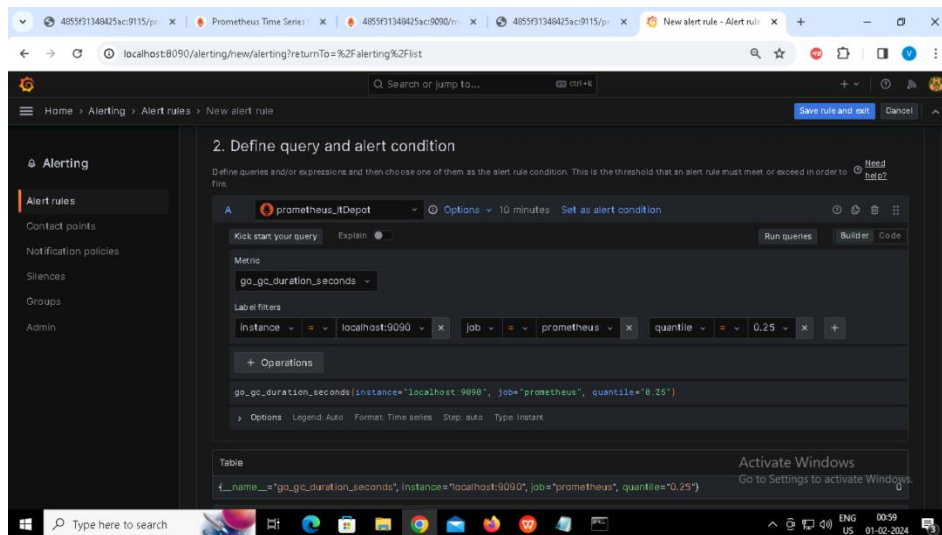 4855f31348425ac:9115/pr
Prometheus Time Series
4855f31348425ac:9090/m
4855f31348425ac:9115/pr
New alert rule - Alert rule
localhost:8090/alerting/new/alerting?returnTo=%2Falerting%2Flist
Search or jump to...
ctrl+k
Home > Alerting > Alert rules > New alert rule
Save rule and exit
Cancel
Alerting
Alert rules
Contact points
Notification policies
Silences
Groups
Admin
2. Define query and alert condition
Define queries and/or expressions and then choose one of them as the alert rule condition. This is the threshold that an alert rule must meet or exceed in order to
fire.
Need
help?
A prometheus_ItDepot Options 10 minutes Set as alert condition
Kick start your query Explain Run queries Builder Code
Metric
go_gc_duration_seconds
Label filters
instance = localhost:9090 job = prometheus quantile = 0.25
+ Operations
go_gc_duration_seconds{instance="localhost:9090", job="prometheus", quantile="0.25"}
Options Legend: Auto Format: Time series Step: auto Type: Instant
Table
{__name__="go_gc_duration_seconds", instance="localhost:9090", job="prometheus", quantile="0.25"} 0
Activate Windows
Go to Settings to activate Windows.
Type here to search
ENG
US
00:59
01-02-2024